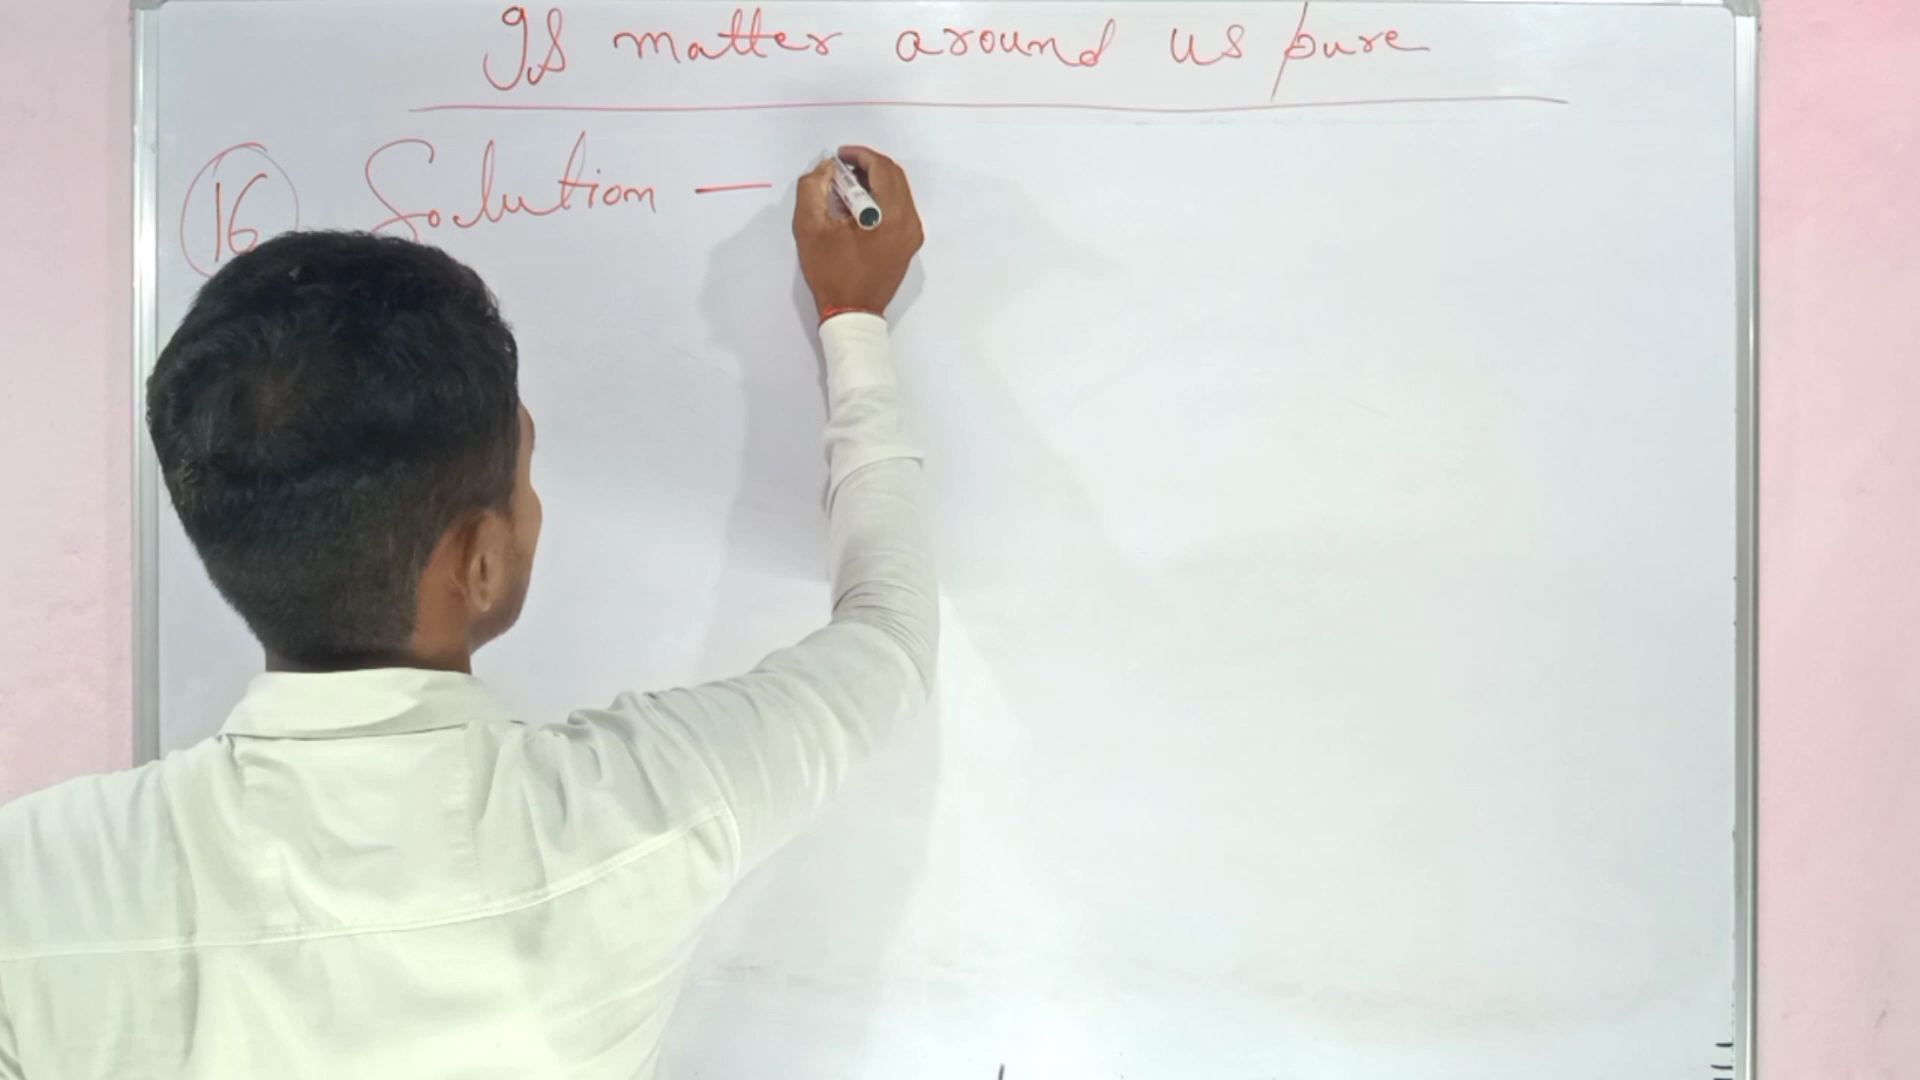 Is matter around us pure
16 Solution —